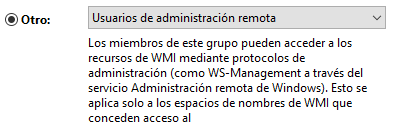 Otro: Usuarios de administración remota
Los miembros de este grupo pueden acceder a los
recursos de WMI mediante protocolos de
administración (como WS-Management a través del
servicio Administración remota de Windows). Esto se
aplica solo a los espacios de nombres de WMI que
conceden acceso al